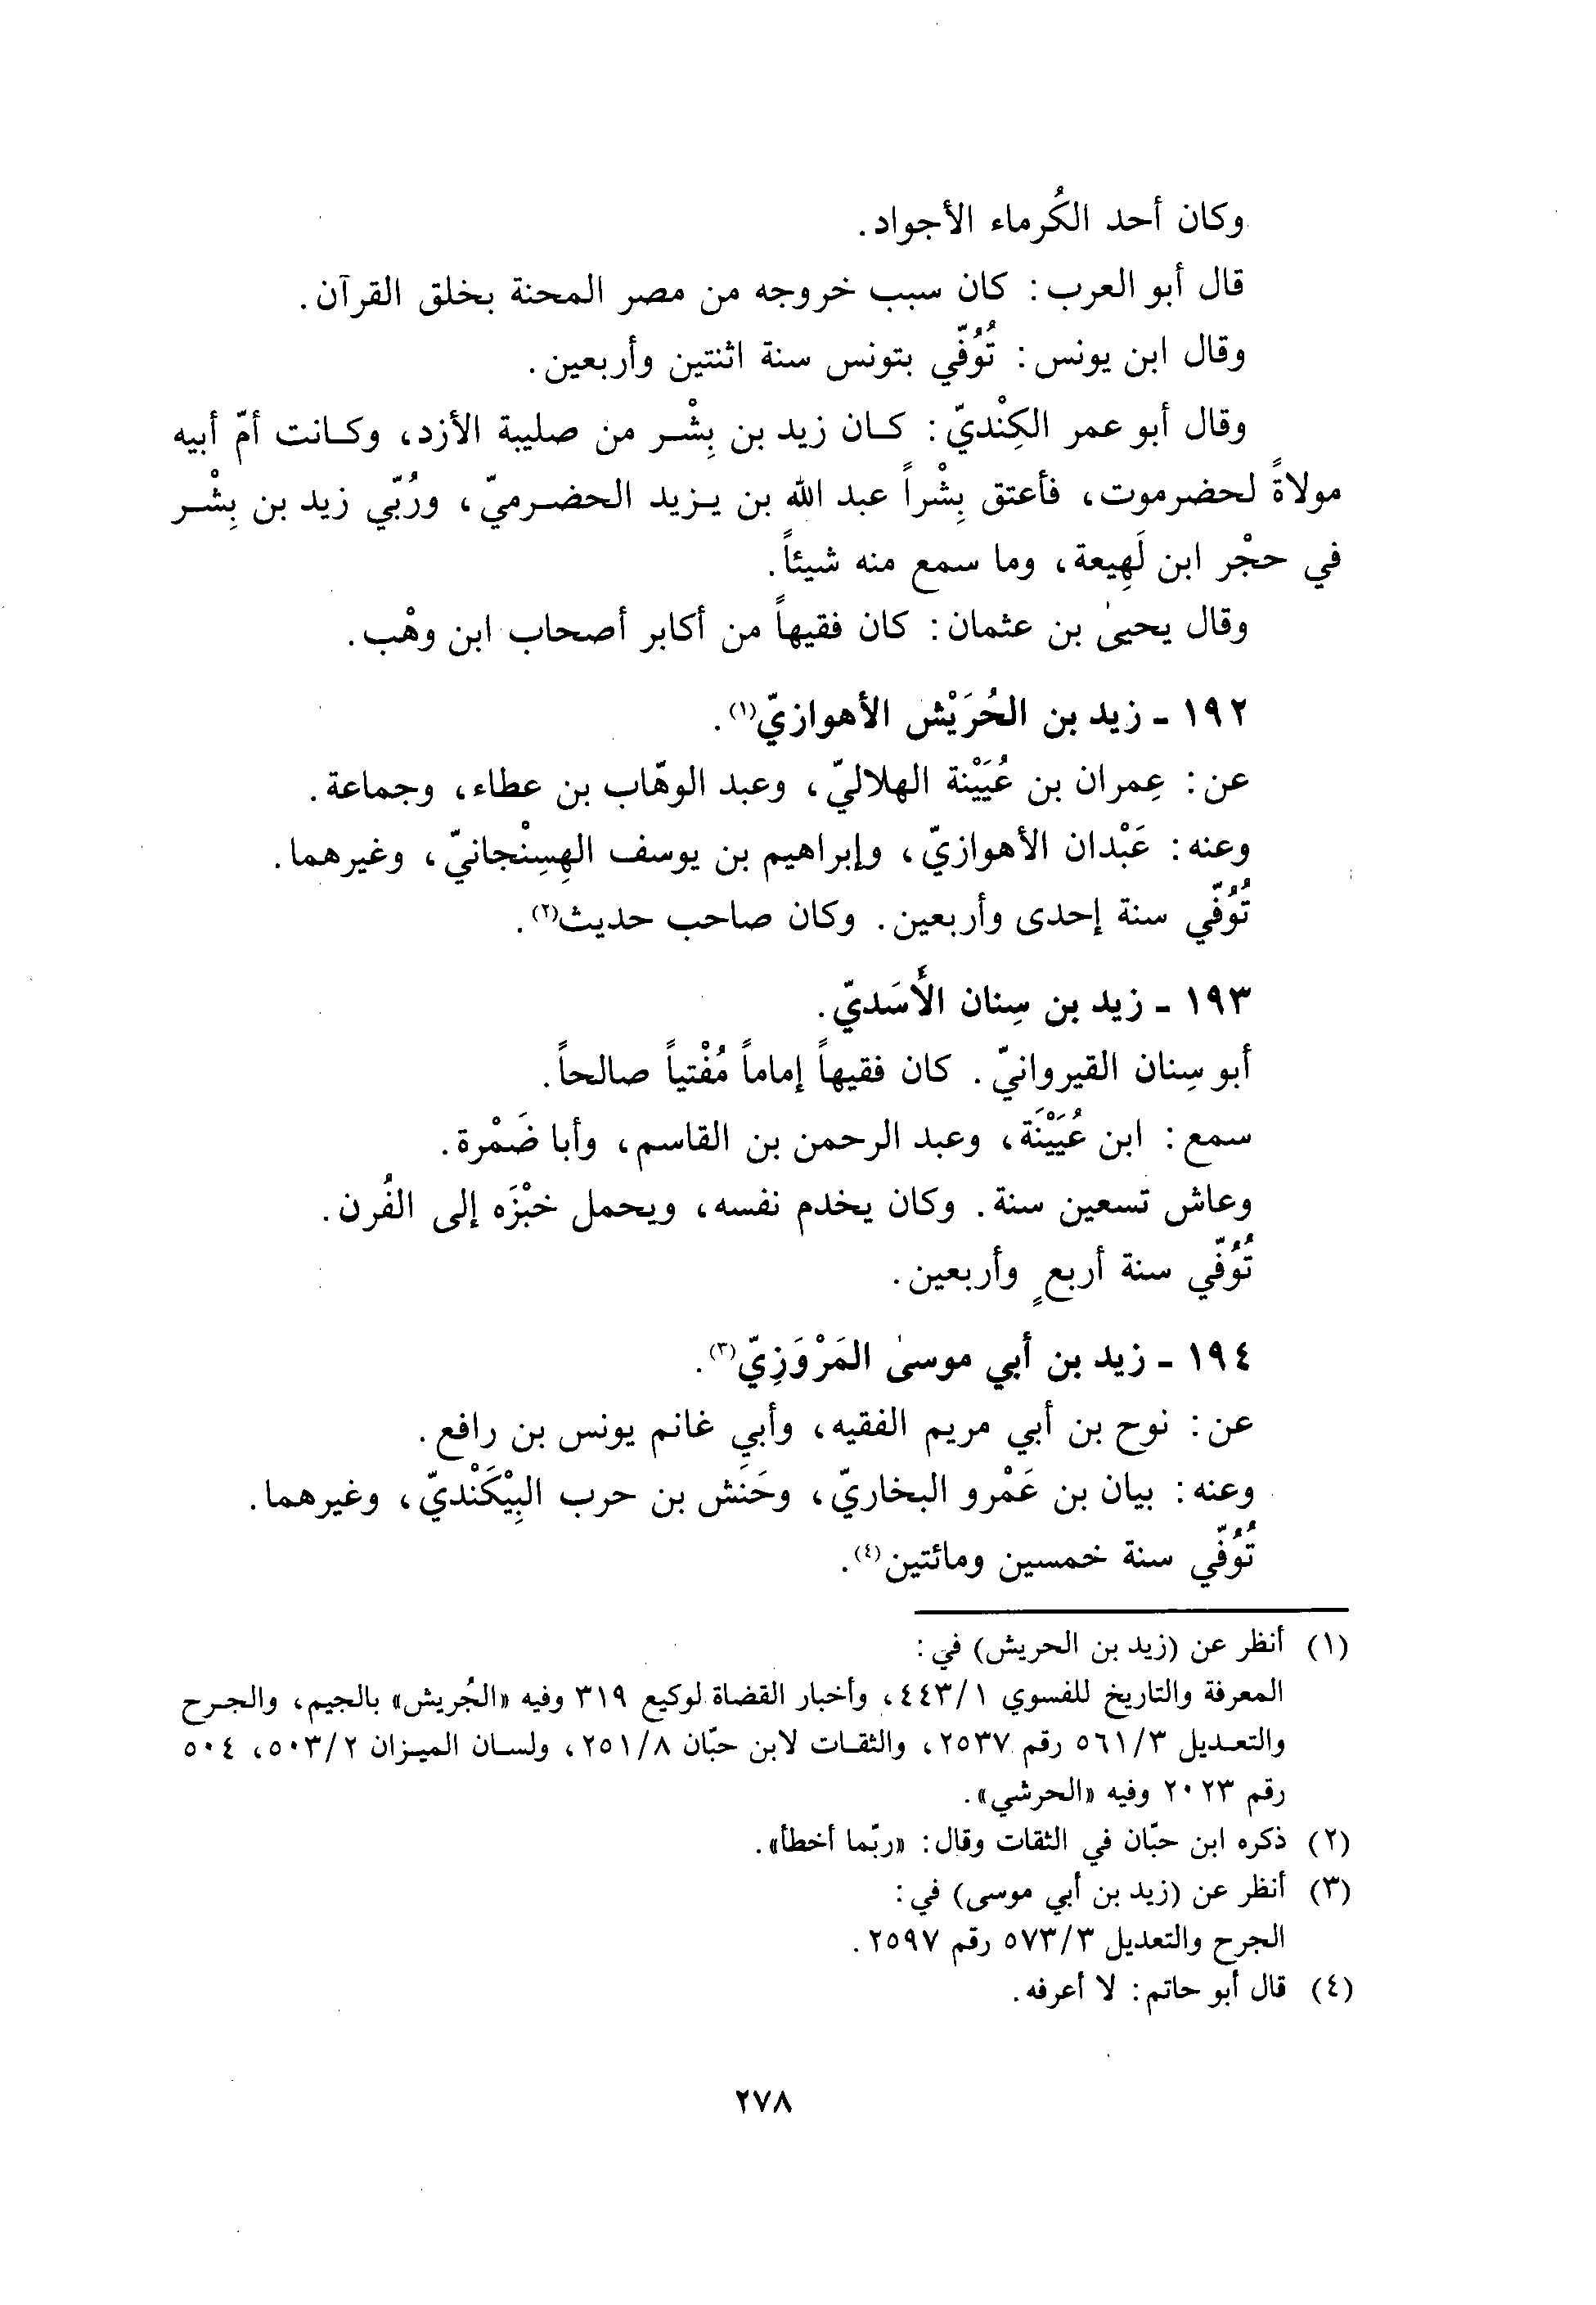 وكان أحد الكُرماء الأجواد.
قال أبو العرب: كان سبب خروجه من مصر المحنة بخلق القرآن.
وقال ابن يونس: تُوُفّي بتونس سنة اثنتين وأربعين.
وقال أبو عمر الكِنْديّ: كان زيد بن بِشْر من صليبة الأزد، وكانت أمّ أبيه
مولاةً لحضرموت، فأعتق بِشْراً عبد الله بن يزيد الحضرميّ، ورُبّي زيد بن بِشْر
في حجْر ابن لَهِيعة، وما سمع منه شيئاً.
وقال يحيىٰ بن عثمان: كان فقيهاً من أكابر أصحاب ابن وهْب.
١٩٢ - زيد بن الحُرَيْش الأهوازيّ(١).
عن: عِمران بن عُيَيْنة الهلاليّ، وعبد الوهّاب بن عطاء، وجماعة.
وعنه: عَبْدان الأهوازيّ، وإبراهيم بن يوسف الهِسِنْجانيّ، وغيرهما.
تُوُفّي سنة إحدى وأربعين. وكان صاحب حديث(٢).
١٩٣ - زيد بن سِنان الأَسَديّ.
أبو سِنان القيروانيّ. كان فقيهاً إماماً مُفْتياً صالحاً.
سمع: ابن عُيَيْنَة، وعبد الرحمن بن القاسم، وأبا ضَمْرة.
وعاش تسعين سنة. وكان يخدم نفسه، ويحمل خبْزَه إلى الفُرن.
تُوُفّي سنة أربعٍ وأربعين.
١٩٤ - زيد بن أبي موسىٰ المَرْوَزِيّ(٣).
عن: نوح بن أبي مريم الفقيه، وأبي غانم يونس بن رافع.
وعنه: بيان بن عَمْرو البخاريّ، وحَنَش بن حرب البِيْكَنْديّ، وغيرهما.
تُوُفّي سنة خمسين ومائتين(٤).
(١) أنظر عن (زيد بن الحريش) في:
المعرفة والتاريخ للفسوي ٤٤٣/١، وأخبار القضاة لوكيع ٣١٩ وفيه «الجُريش» بالجيم، والجرح
والتعديل ٥٦١/٣ رقم ٢٥٣٧، والثقات لابن حبّان ٢٥١/٨، ولسان الميزان ٥٠٣/٢، ٥٠٤
رقم ٢٠٢٣ وفيه «الحرشي».
(٢) ذكره ابن حبّان في الثقات وقال: «ربّما أخطأ».
(٣) أنظر عن (زيد بن أبي موسى) في:
الجرح والتعديل ٥٧٣/٣ رقم ٢٥٩٧.
(٤) قال أبو حاتم: لا أعرفه.
٢٧٨